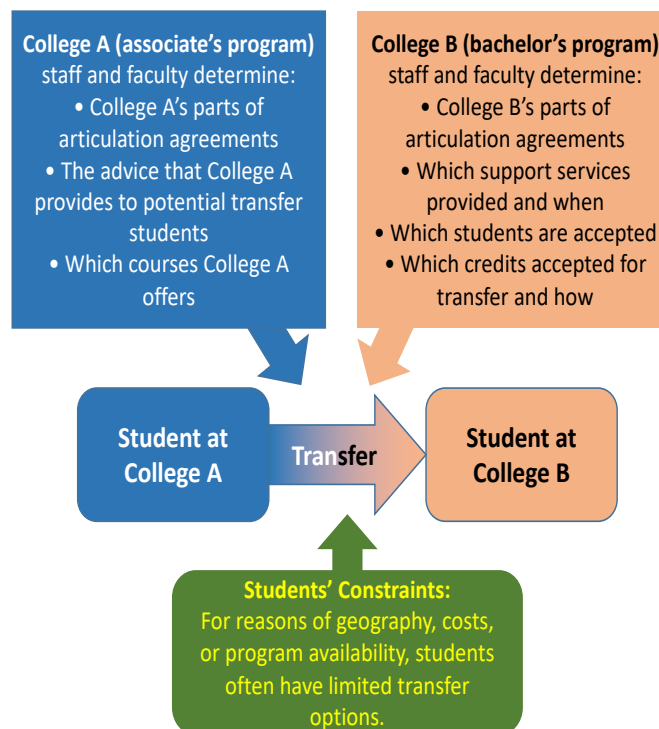 College A (associate's program)
staff and faculty determine:
• College A's parts of
articulation agreements
• The advice that College A
provides to potential transfer
students
• Which courses College A
offers
College B (bachelor's program)
staff and faculty determine:
• College B's parts of
articulation agreements
• Which support services
provided and when
• Which students are accepted
• Which credits accepted for
transfer and how
Student at
College A
Transfer
Student at
College B
Students' Constraints:
For reasons of geography, costs,
or program availability, students
often have limited transfer
options.